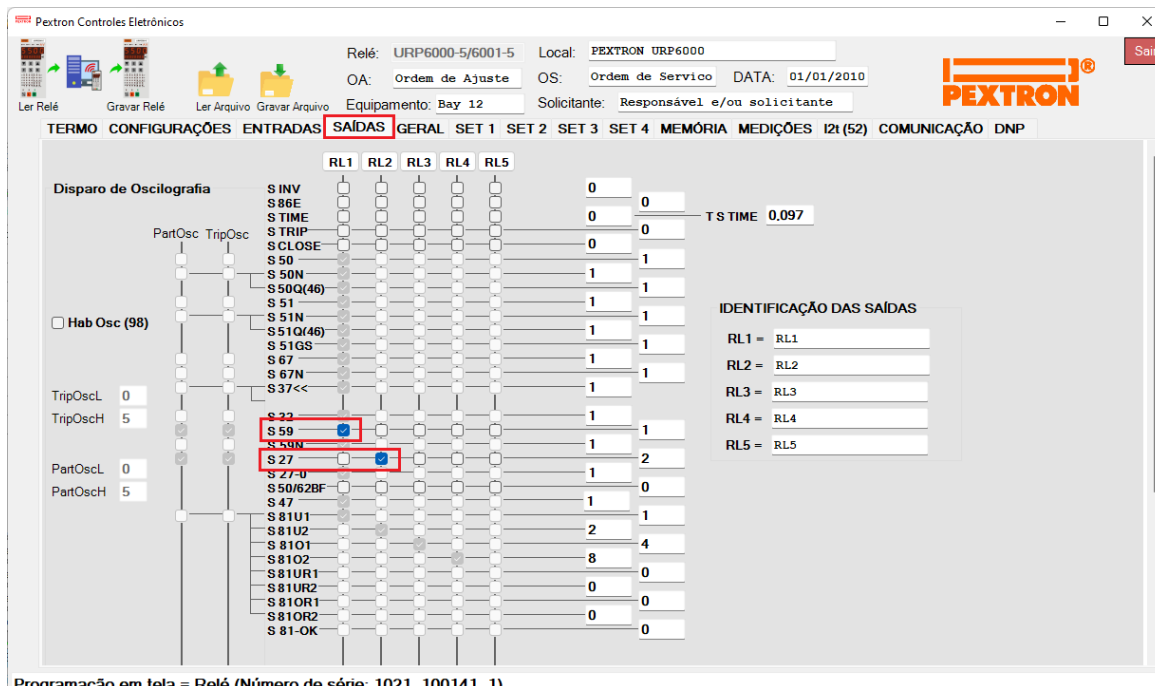 Pextron Controles Eletrônicos
Relé: URP6000-5/6001-5 Local: PEXTRON URP6000
Sair
OA: Ordem de Ajuste OS: Ordem de Servico DATA: 01/01/2010
Ler Relé Gravar Relé Ler Arquivo Gravar Arquivo Equipamento: Bay 12 Solicitante: Responsável e/ou solicitante
PEXTRON®
TERMO CONFIGURAÇÕES ENTRADAS SAÍDAS GERAL SET 1 SET 2 SET 3 SET 4 MEMÓRIA MEDIÇÕES I2t (52) COMUNICAÇÃO DNP
RL1 RL2 RL3 RL4 RL5
Disparo de Oscilografia
PartOsc TripOsc
Hab Osc (98)
TripOscL 0
TripOscH 5
PartOscL 0
PartOscH 5
S INV 0
S 86E 0
S TIME 0 T S TIME 0,097
S TRIP 0
S CLOSE 0
S 50 1
S 50N 1
S 50Q(46) 1
S 51 1
S 51N 1
S 51Q(46) 1
S 51GS 1
S 67 1
S 67N 1
S 37<< 1
S 32 1
S 59 1
S 59N 1
S 27 2
S 27-0 1
S 50/62BF 0
S 47 1
S 81U1 1
S 81U2 2
S 81O1 4
S 81O2 8
S 81UR1 0
S 81UR2 0
S 81OR1 0
S 81OR2 0
S 81-OK 0
IDENTIFICAÇÃO DAS SAÍDAS
RL1 = RL1
RL2 = RL2
RL3 = RL3
RL4 = RL4
RL5 = RL5
Programação em tela = Relé (Número de série: 1021 100141 1)